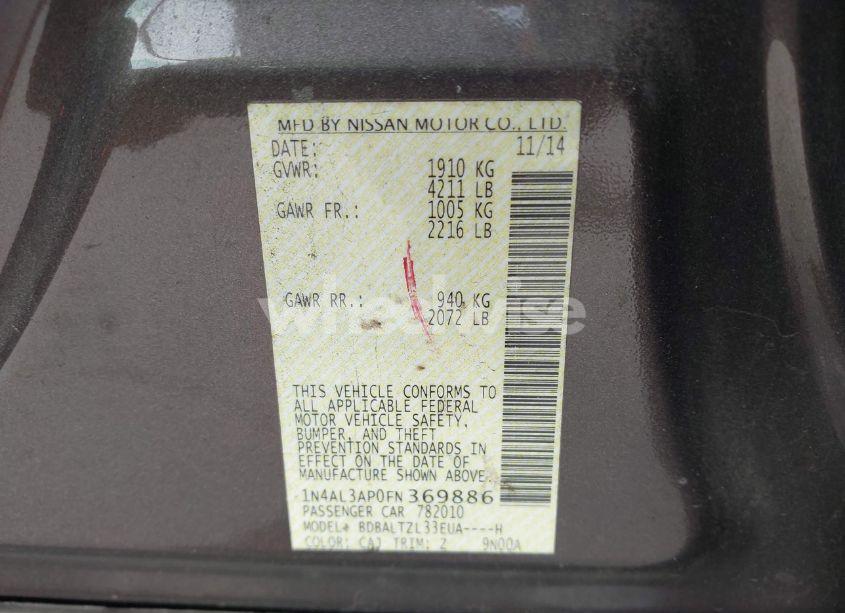 MFD BY NISSAN MOTOR CO., LTD.
DATE: 11/14
GVWR: 1910 KG
4211 LB
GAWR FR.: 1005 KG
2216 LB
GAWR RR.: 940 KG
2072 LB
wheelwise
THIS VEHICLE CONFORMS TO
ALL APPLICABLE FEDERAL
MOTOR VEHICLE SAFETY,
BUMPER, AND THEFT
PREVENTION STANDARDS IN
EFFECT ON THE DATE OF
MANUFACTURE SHOWN ABOVE.
1N4AL3AP0FN369886
PASSENGER CAR 782010
MODEL# BDBALTZL33EUA----H
COLOR: CAJ TRIM: Z 9N00A